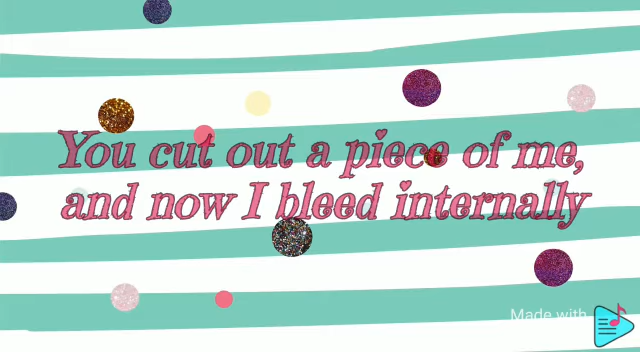 You cut out a piece of me,
and now I bleed internally
Made with